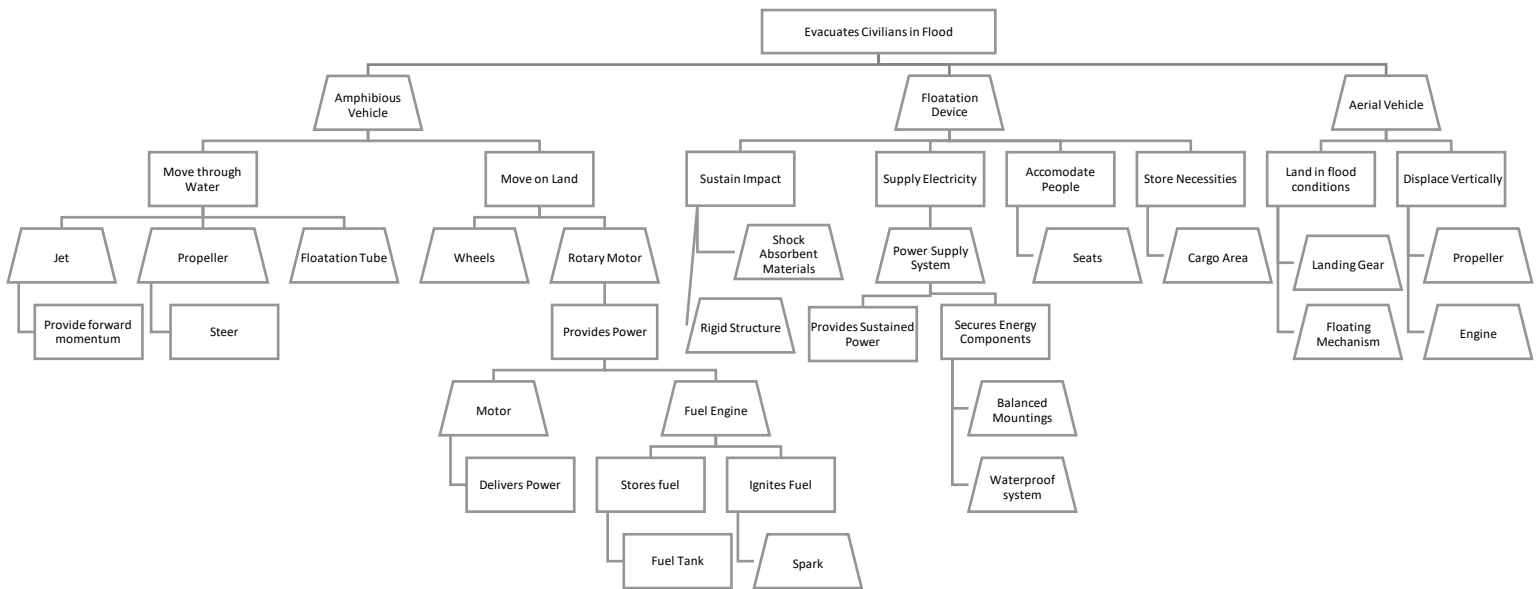 Evacuates Civilians in Flood
Amphibious
Vehicle
Floatation
Device
Aerial Vehicle
Move through
Water
Move on Land
Sustain Impact
Supply Electricity
Accomodate
People
Store Necessities
Land in flood
conditions
Displace Vertically
Jet
Propeller
Floatation Tube
Wheels
Rotary Motor
Shock
Absorbent
Materials
Power Supply
System
Seats
Cargo Area
Landing Gear
Propeller
Provide forward
momentum
Steer
Provides Power
Rigid Structure
Provides Sustained
Power
Secures Energy
Components
Floating
Mechanism
Engine
Motor
Fuel Engine
Balanced
Mountings
Delivers Power
Stores fuel
Ignites Fuel
Waterproof
system
Fuel Tank
Spark